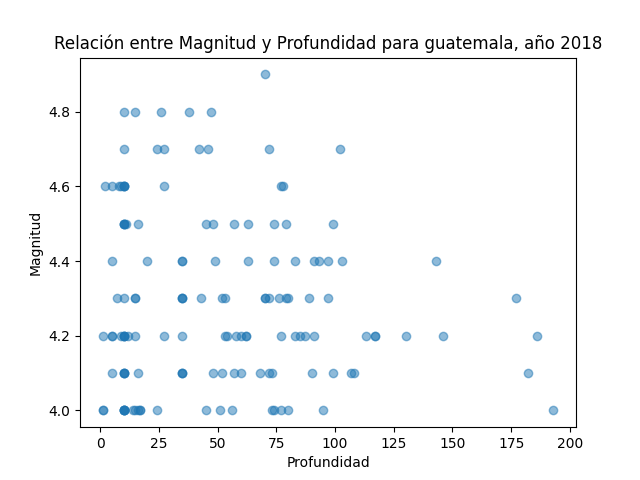 Relación entre Magnitud y Profundidad para guatemala, año 2018
4.8
4.6
4.4
4.2
4.0
Magnitud
0 25 50 75 100 125 150 175 200
Profundidad